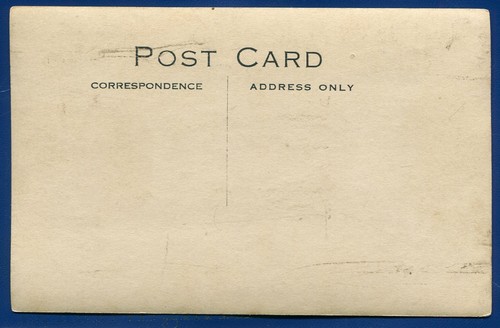 POST CARD
CORRESPONDENCE
ADDRESS ONLY